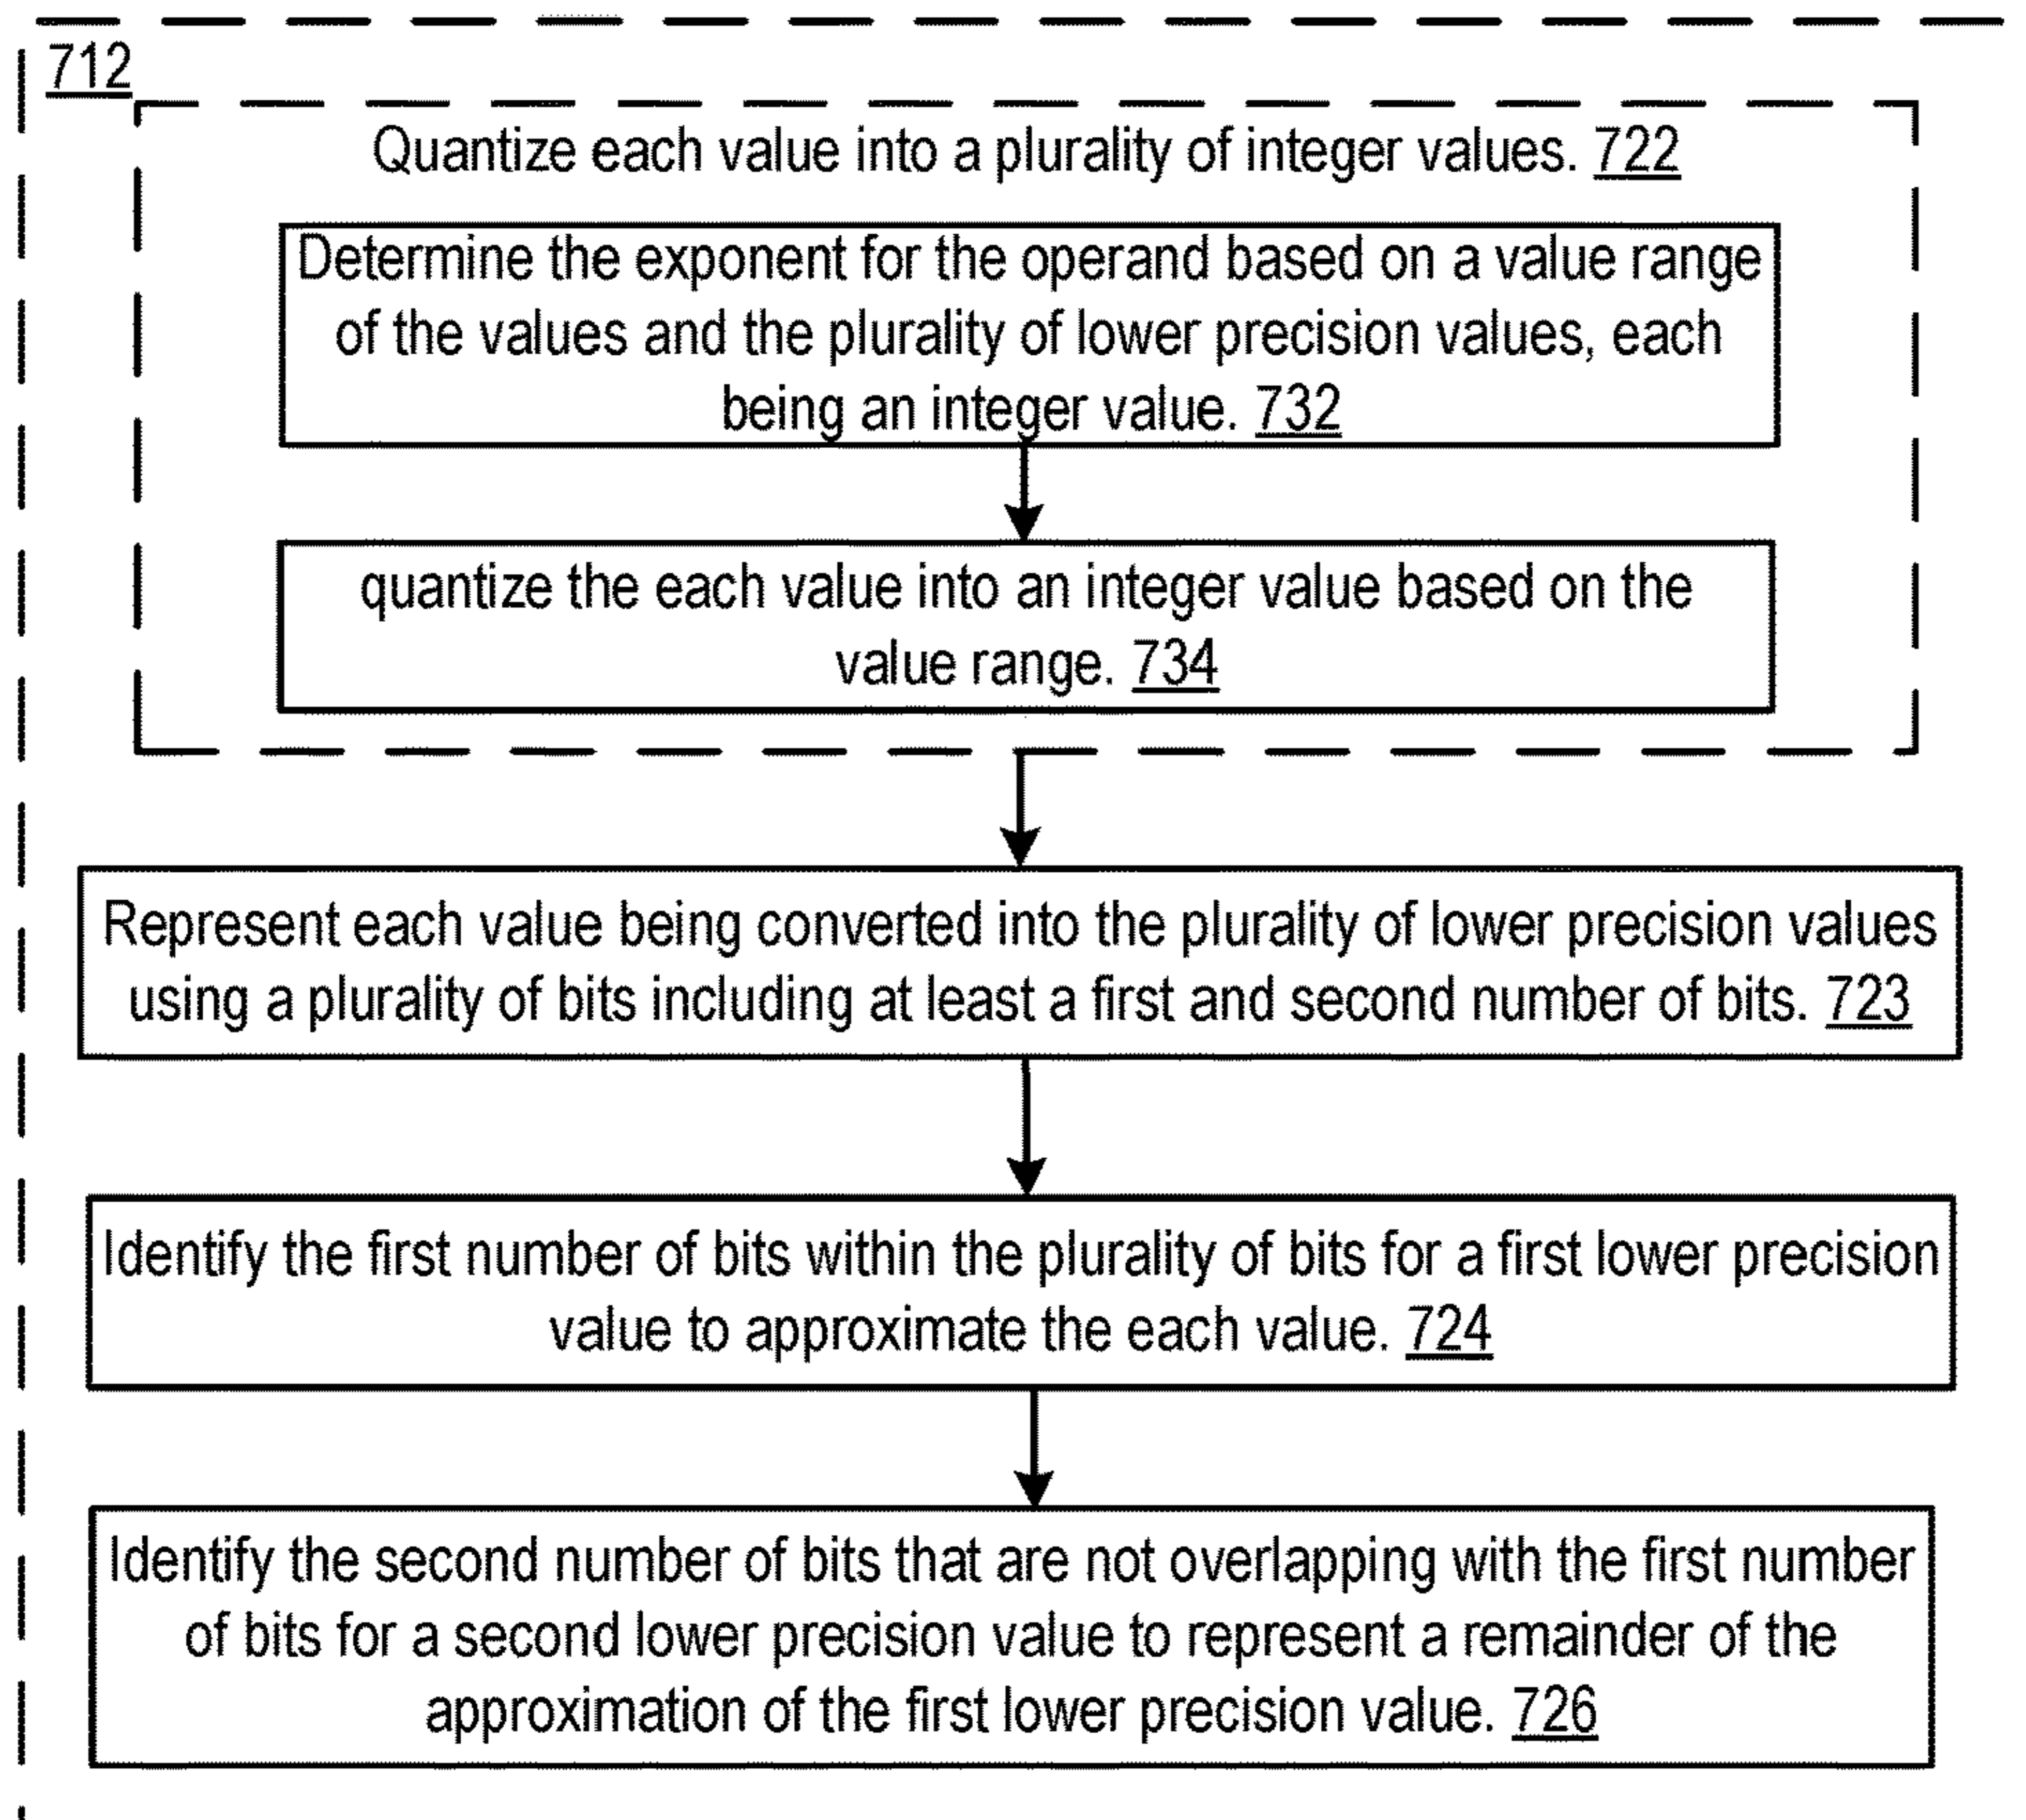 712
Quantize each value into a plurality of integer values. 722
Determine the exponent for the operand based on a value range
of the values and the plurality of lower precision values, each
being an integer value. 732
quantize the each value into an integer value based on the
value range. 734
Represent each value being converted into the plurality of lower precision values
using a plurality of bits including at least a first and second number of bits. 723
Identify the first number of bits within the plurality of bits for a first lower precision
value to approximate the each value. 724
Identify the second number of bits that are not overlapping with the first number
of bits for a second lower precision value to represent a remainder of the
approximation of the first lower precision value. 726